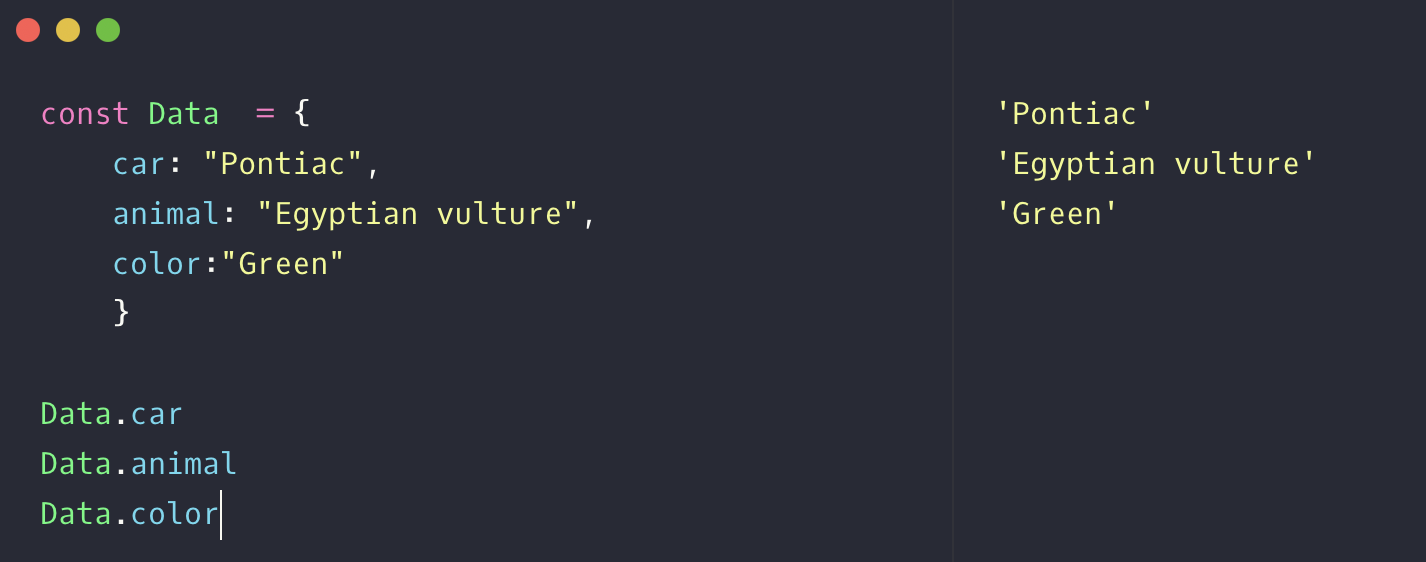 const Data  = {
    car: "Pontiac",
    animal: "Egyptian vulture",
    color:"Green"
    }

Data.car
Data.animal
Data.color
'Pontiac'
'Egyptian vulture'
'Green'